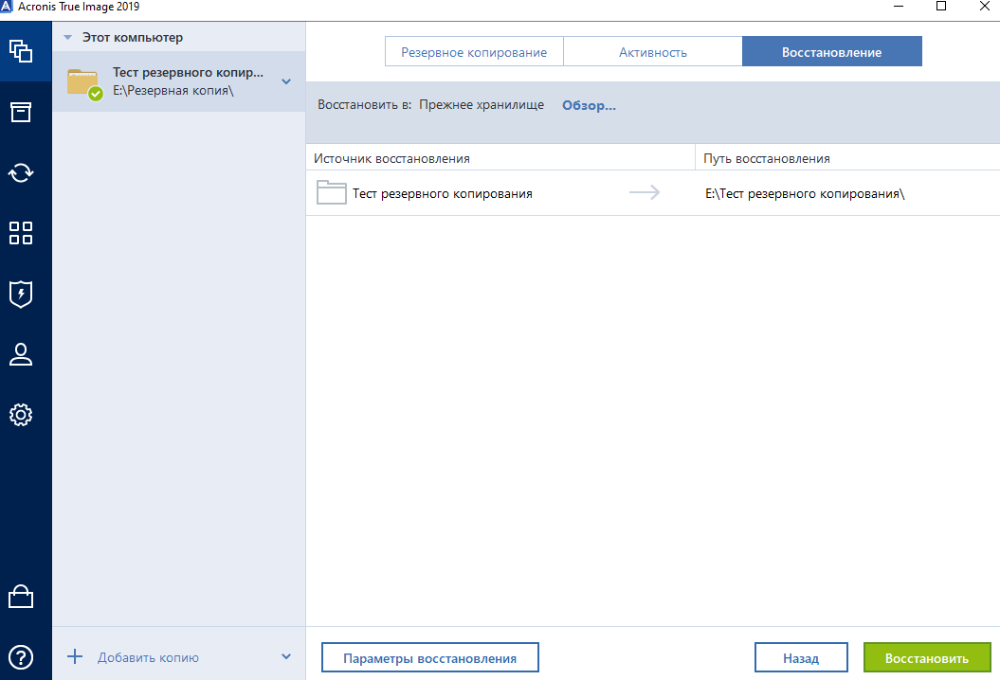 Acronis True Image 2019
Этот компьютер
Тест резервного копир...
E:\Резервная копия\
Резервное копирование
Активность
Восстановление
Восстановить в: Прежнее хранилище Обзор...
Источник восстановления
Путь восстановления
Тест резервного копирования
E:\Тест резервного копирования\
Добавить копию
Параметры восстановления
Назад
Восстановить